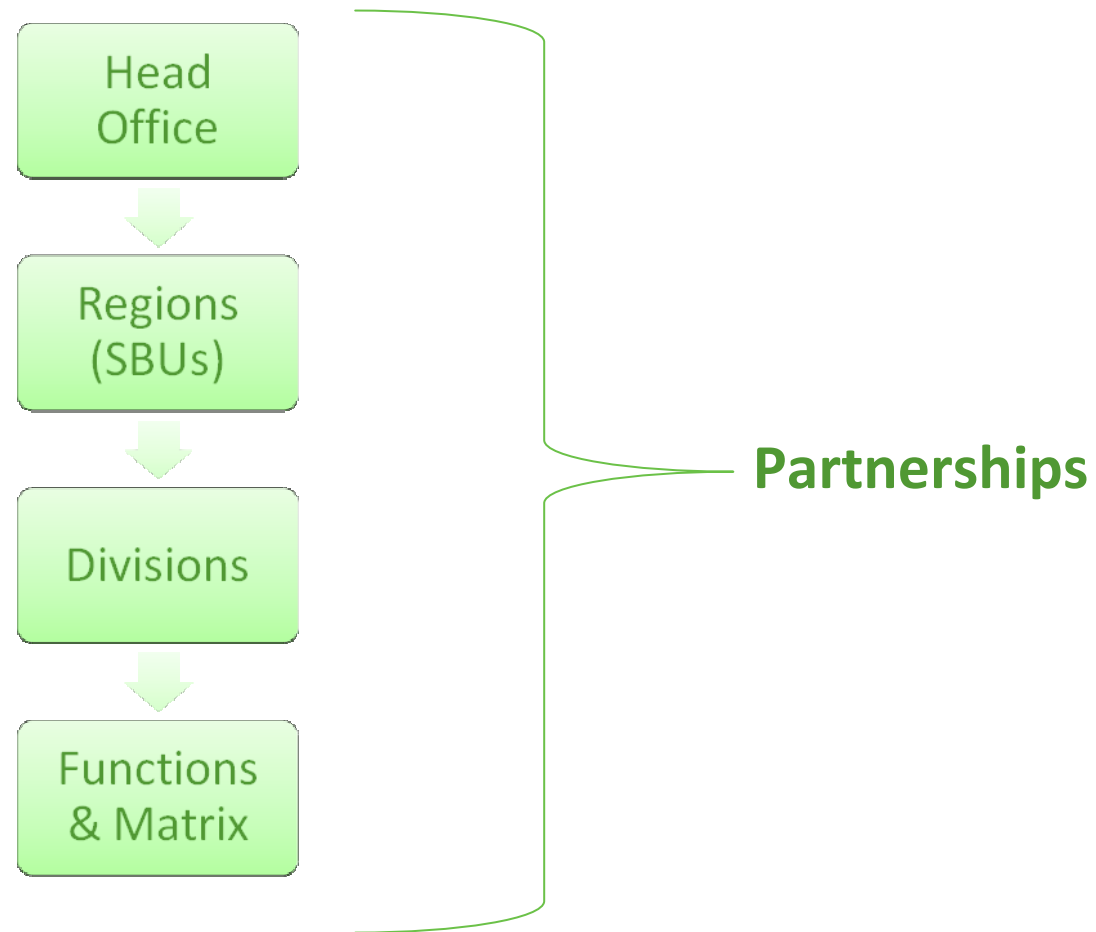 Head
Office
Regions
(SBUs)
Divisions
Functions
& Matrix
Partnerships